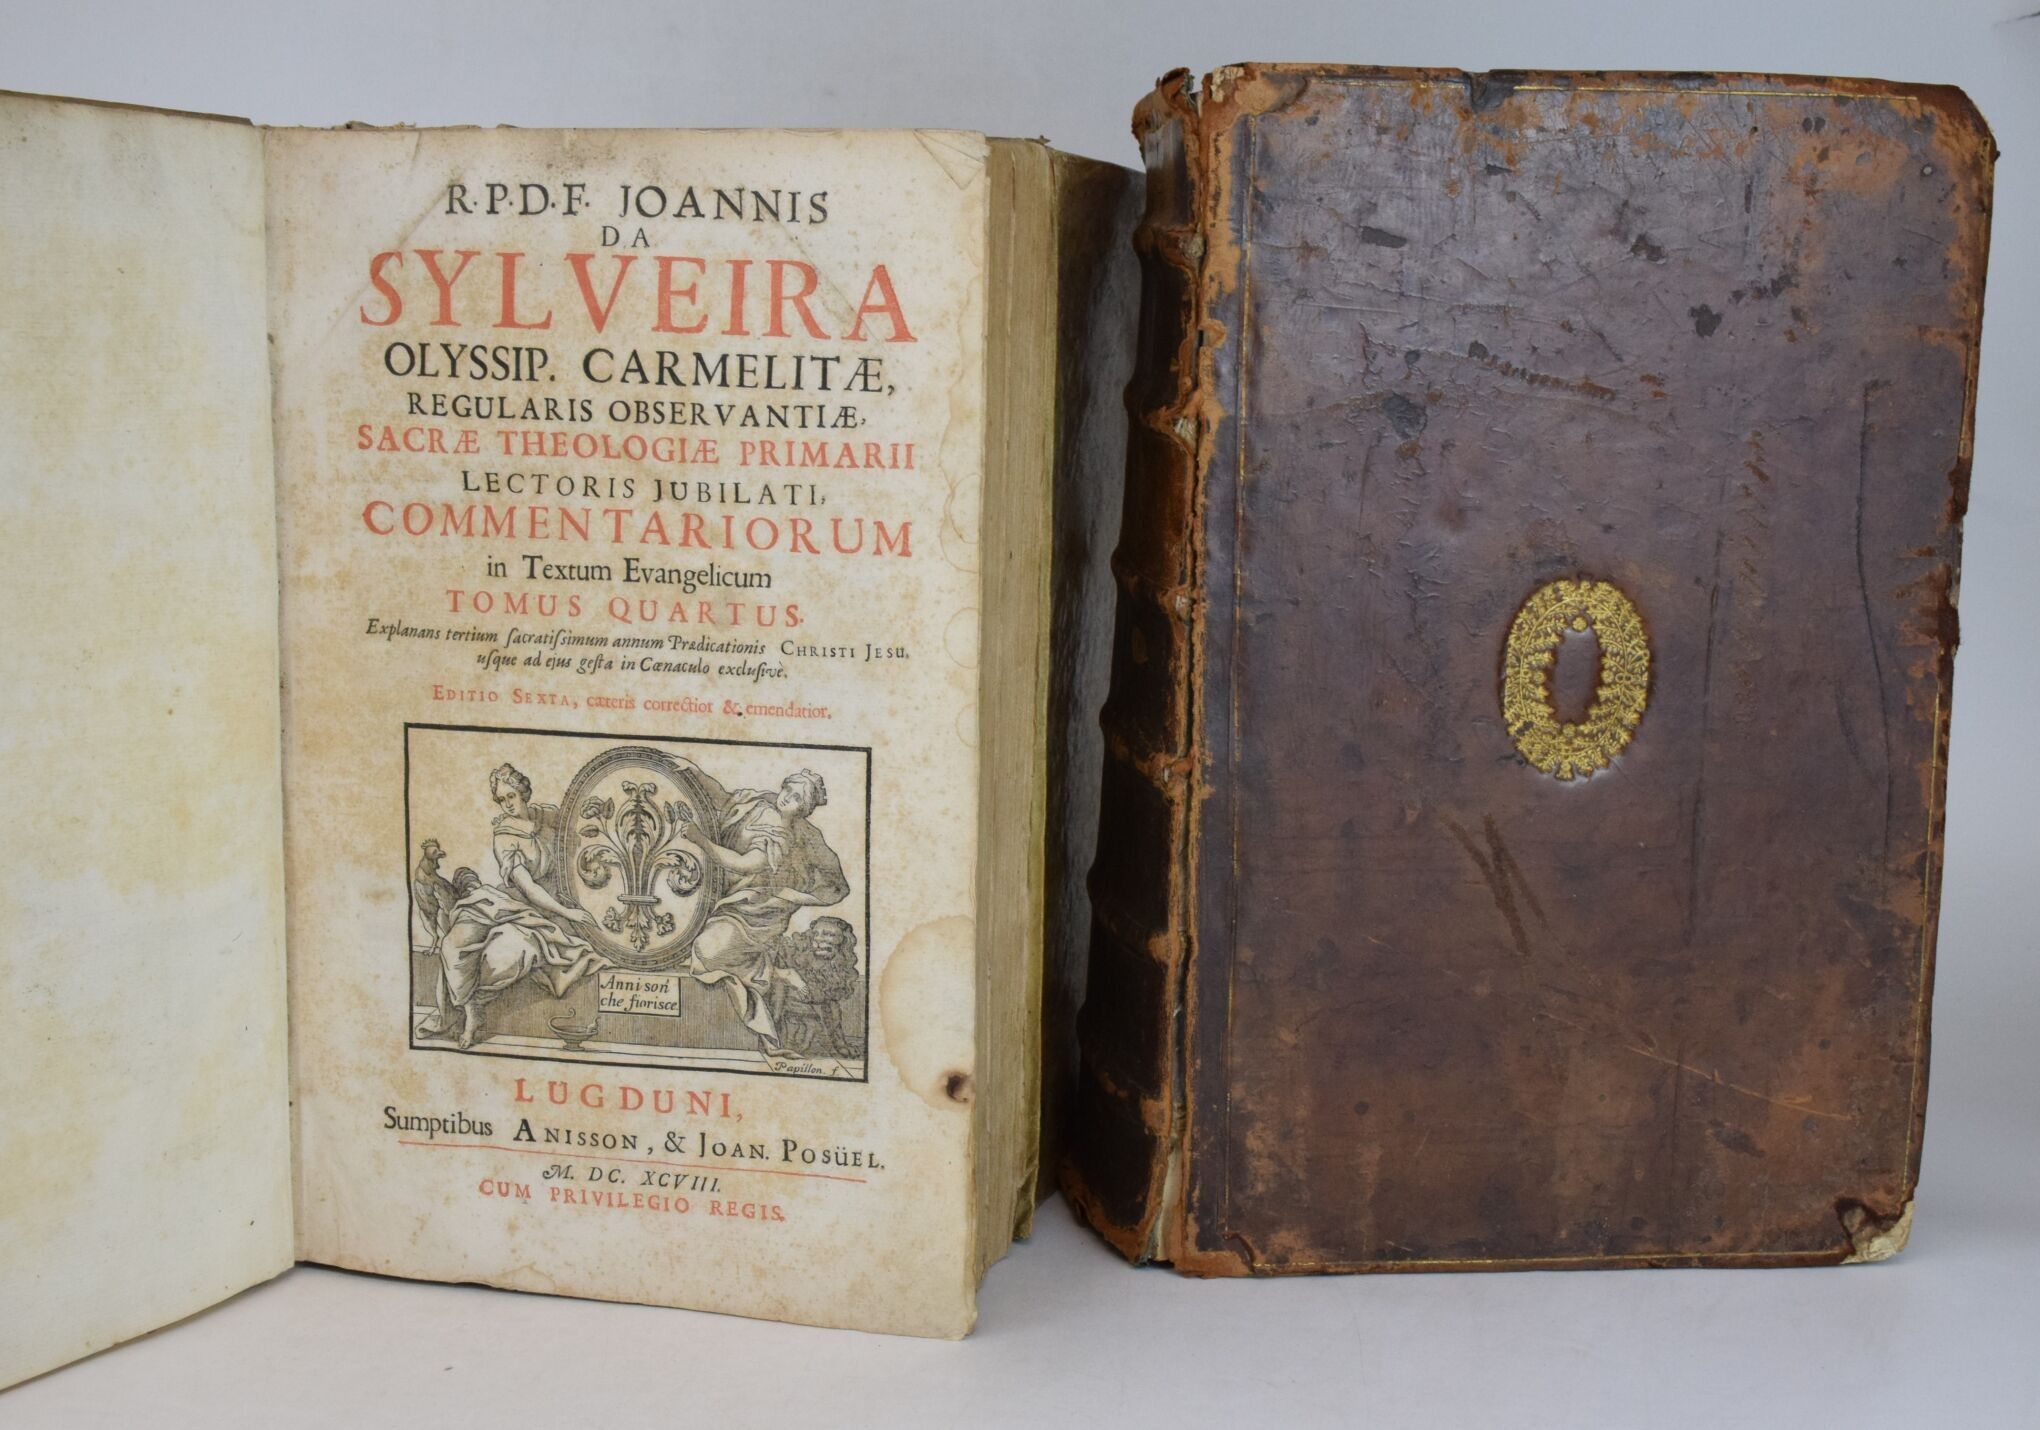 R. P. D. F. JOANNIS
DA
SYLVEIRA
OLYSSIP. CARMELITÆ,
REGULARIS OBSERVANTIÆ,
SACRÆ THEOLOGIÆ PRIMARII
LECTORIS JUBILATI,
COMMENTARIORUM
in Textum Evangelicum
TOMUS QUARTUS.
Explanans tertium ſacratiſſimum annum Prædicationis CHRISTI JESU,
uſque ad ejus geſta in Cœnaculo excluſivè.
EDITIO SEXTA, cæteris correctior & emendatior.
Anni son
che fiorisce
Papillon. f
LUGDUNI,
Sumptibus ANISSON, & JOAN. POSÜEL.
M. DC. XCVIII.
CUM PRIVILEGIO REGIS.